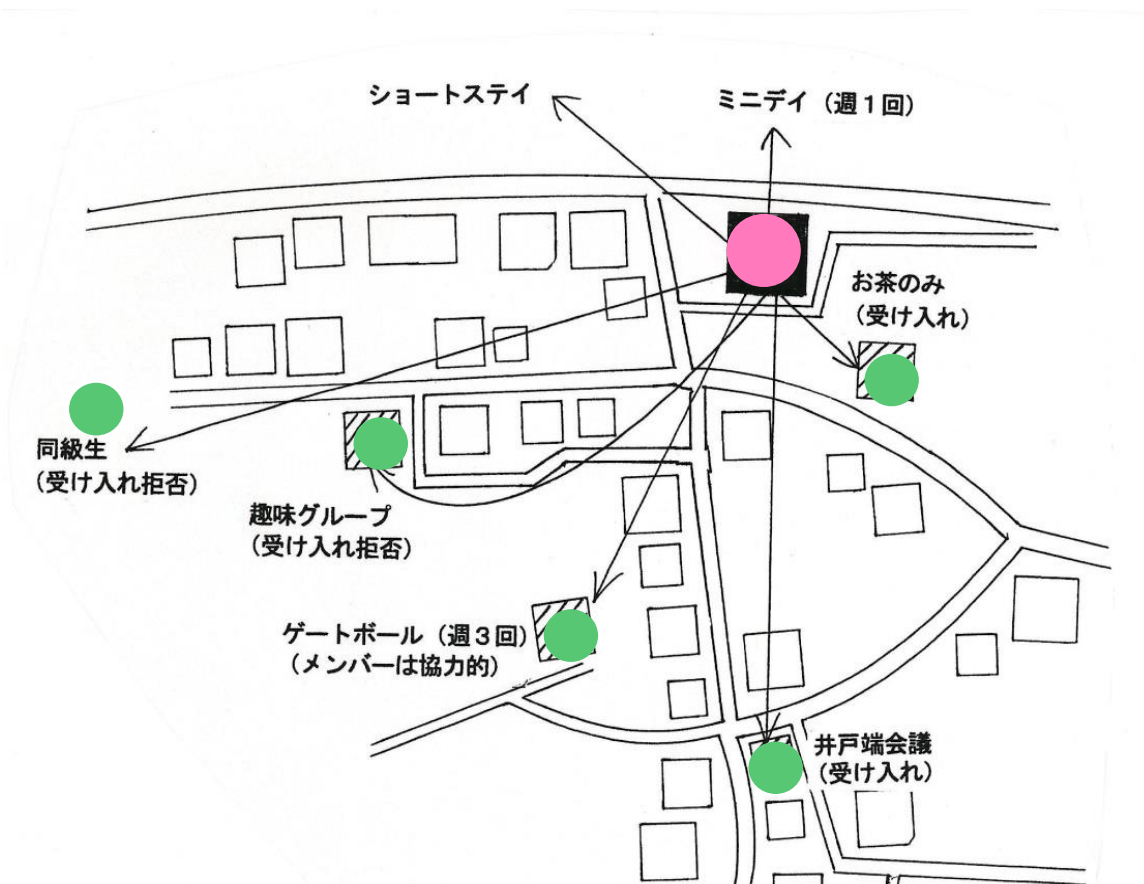 ショートステイ
ミニデイ（週１回）
お茶のみ
（受け入れ）
同級生
（受け入れ拒否）
趣味グループ
（受け入れ拒否）
ゲートボール（週３回）
（メンバーは協力的）
井戸端会議
（受け入れ）